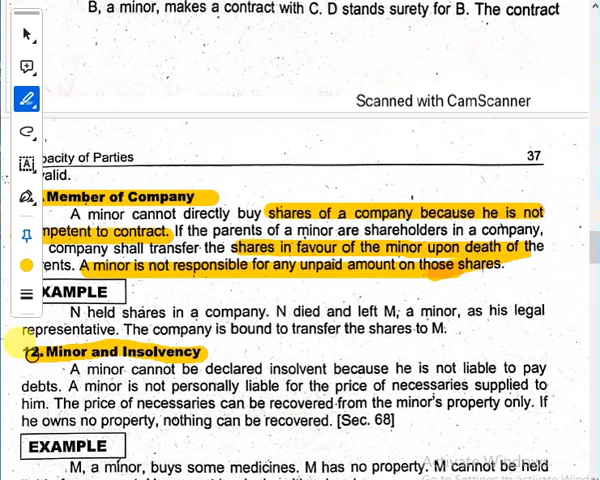 B, a minor, makes a contract with C. D stands surety for B. The contract
Scanned with CamScanner
pacity of Parties 37
valid.
.Member of Company
A minor cannot directly buy shares of a company because he is not
mpetent to contract. If the parents of a minor are shareholders in a company,
company shall transfer the shares in favour of the minor upon death of the
ents. A minor is not responsible for any unpaid amount on those shares.
XAMPLE
N held shares in a company. N died and left M, a minor, as his legal
representative. The company is bound to transfer the shares to M.
12. Minor and Insolvency
A minor cannot be declared insolvent because he is not liable to pay
debts. A minor is not personally liable for the price of necessaries supplied to
him. The price of necessaries can be recovered from the minor's property only. If
he owns no property, nothing can be recovered. [Sec. 68]
EXAMPLE
Activate Windows
M, a minor, buys some medicines. M has no property. M cannot be held
Go to Settings to activate Windows